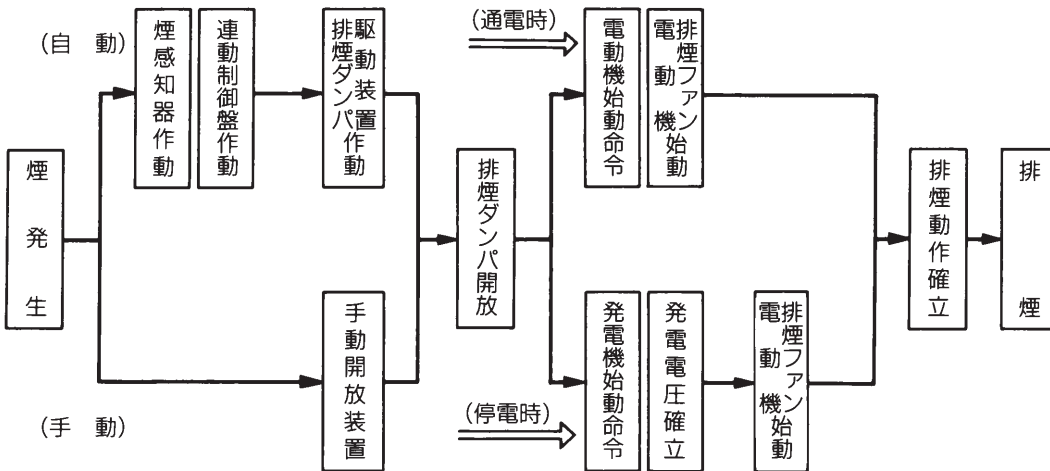 煙発生
（自　動）
煙感知器作動
連動制御盤作動
排煙ダンパ
駆動装置作動
（手　動）
手動開放装置
排煙ダンパ開放
（通電時）
電動機始動命令
排煙ファン
電動機始動
（停電時）
発電機始動命令
発電電圧確立
排煙ファン
電動機始動
排煙動作確立
排煙